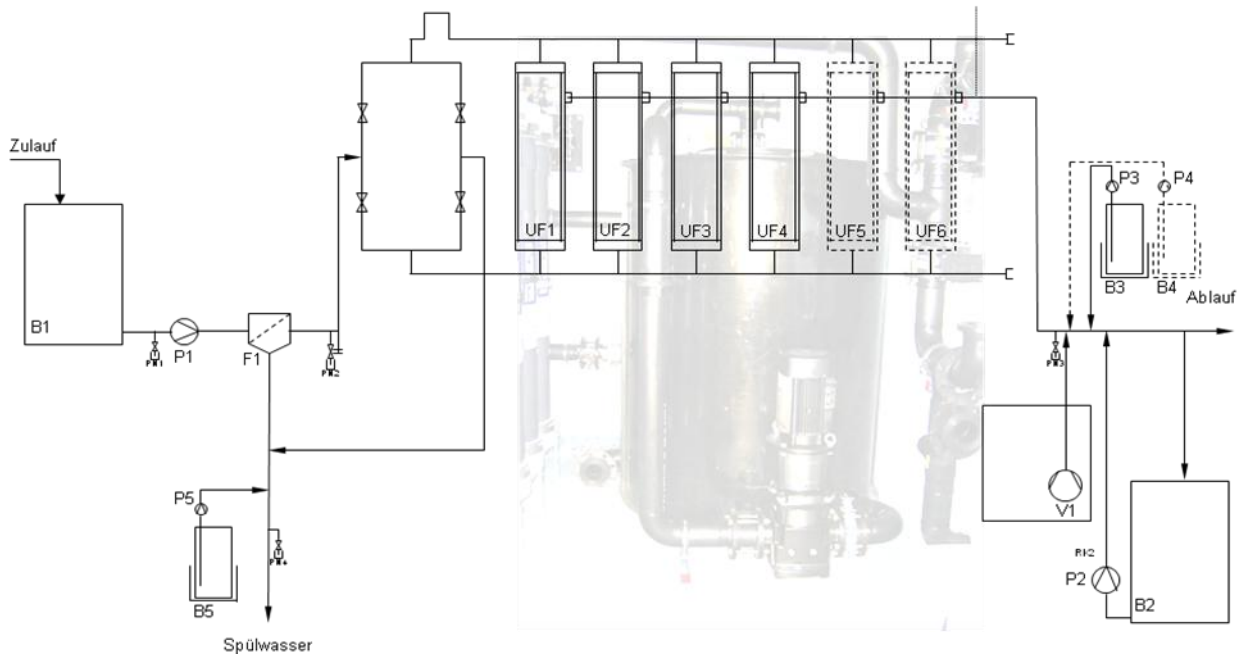 Zulauf
B1
P1
F1
UF1
UF2
UF3
UF4
UF5
UF6
P3
P4
B3
B4
Ablauf
V1
P2
B2
P5
B5
Spülwasser